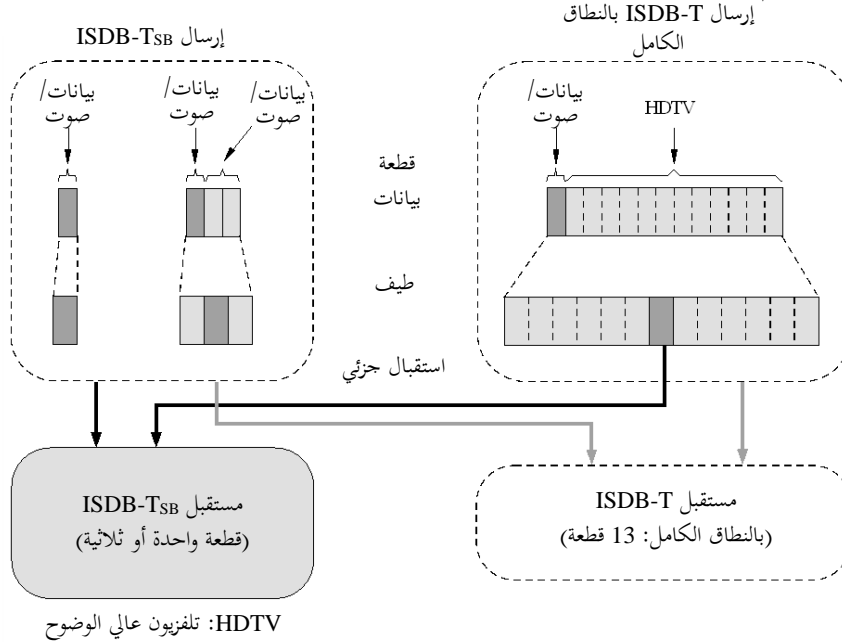 إرسال ISDB-T بالنطاق
الكامل
إرسال ISDB-TSB
بيانات/
صوت
بيانات/
صوت
بيانات/
صوت
بيانات/
صوت
HDTV
قطعة
بيانات
طيف
استقبال جزئي
مستقبل ISDB-TSB
(قطعة واحدة أو ثلاثية)
مستقبل ISDB-T
(بالنطاق الكامل: 13 قطعة)
HDTV: تلفزيون عالي الوضوح